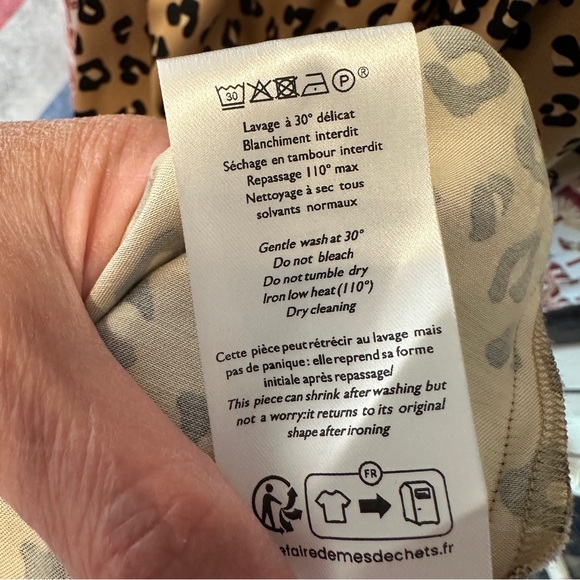 30 P ®
Lavage à 30° délicat
Blanchiment interdit
Séchage en tambour interdit
Repassage 110° max
Nettoyage à sec tous
solvants normaux
Gentle wash at 30°
Do not bleach
Do not tumble dry
Iron low heat (110°)
Dry cleaning
Cette pièce peut rétrécir au lavage mais
pas de panique : elle reprend sa forme
initiale après repassage!
This piece can shrink after washing but
not a worry:it returns to its original
shape after ironing
FR
efairedemesdechets.fr